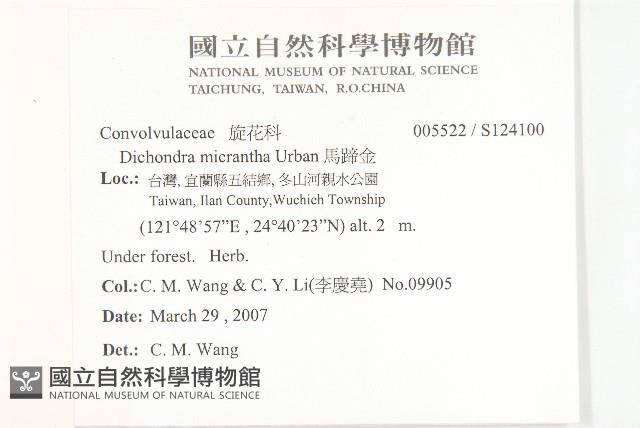 國立自然科學博物館
NATIONAL MUSEUM OF NATURAL SCIENCE
TAICHUNG, TAIWAN, R.O.CHINA
Convolvulaceae 旋花科 005522 / S124100
Dichondra micrantha Urban 馬蹄金
Loc.: 台灣, 宜蘭縣五結鄉, 冬山河親水公園
Taiwan, Ilan County,Wuchieh Township
(121°48'57”E , 24°40'23”N) alt. 2 m.
Under forest. Herb.
Col.: C. M. Wang & C. Y. Li(李慶堯) No.09905
Date: March 29 , 2007
Det.: C. M. Wang
國立自然科學博物館
NATIONAL MUSEUM OF NATURAL SCIENCE